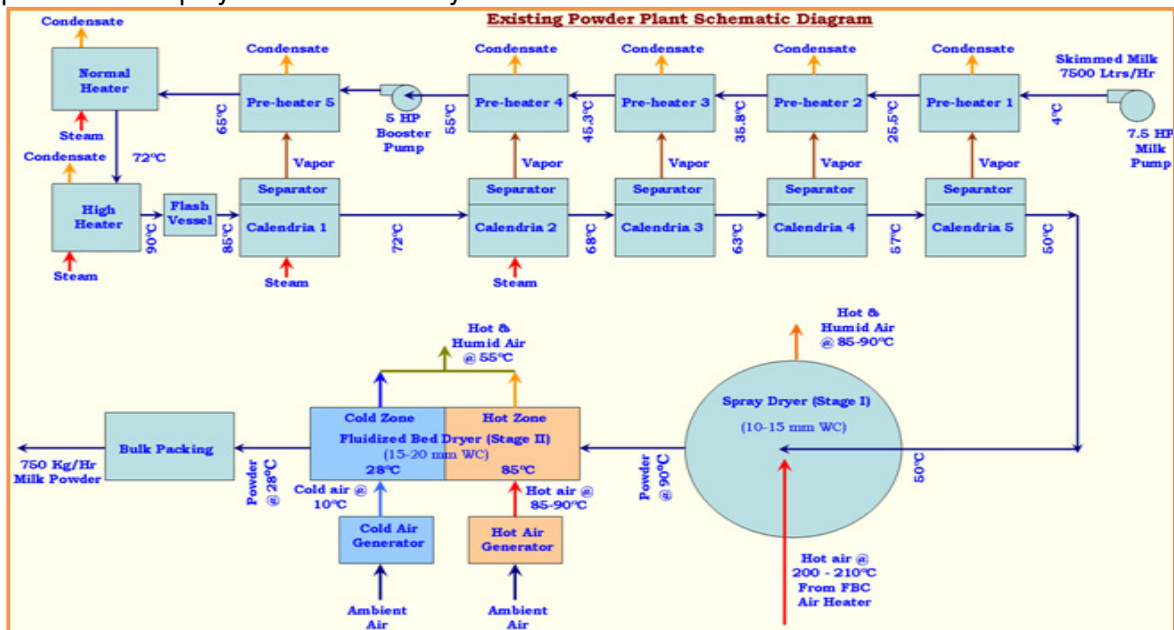 Existing Powder Plant Schematic Diagram
Condensate
Normal
Heater
Steam
Condensate
72°C
High
Heater
Steam
90°C
Flash
Vessel
85°C
65°C
Condensate
Pre-heater 5
Vapor
Separator
Calendria 1
Steam
5 HP
Booster
Pump
55°C
72°C
Condensate
Pre-heater 4
Vapor
Separator
Calendria 2
Steam
45.3°C
68°C
Condensate
Pre-heater 3
Vapor
Separator
Calendria 3
35.8°C
63°C
Condensate
Pre-heater 2
Vapor
Separator
Calendria 4
25.5°C
57°C
Condensate
Pre-heater 1
Vapor
Separator
Calendria 5
4°C
50°C
Skimmed Milk
7500 Ltrs/Hr
7.5 HP
Milk
Pump
Hot &
Humid Air
@ 55°C
Hot &
Humid Air
@ 85-90°C
750 Kg/Hr
Milk Powder
Bulk Packing
Powder
@ 28°C
Cold Zone
Hot Zone
Fluidized Bed Dryer (Stage II)
(15-20 mm WC)
28°C
85°C
Cold air @
10°C
Hot air @
85-90°C
Cold Air
Generator
Hot Air
Generator
Ambient
Air
Ambient
Air
Powder
@ 90°C
Spray Dryer (Stage I)
(10-15 mm WC)
50°C
Hot air @
200 - 210°C
From FBC
Air Heater